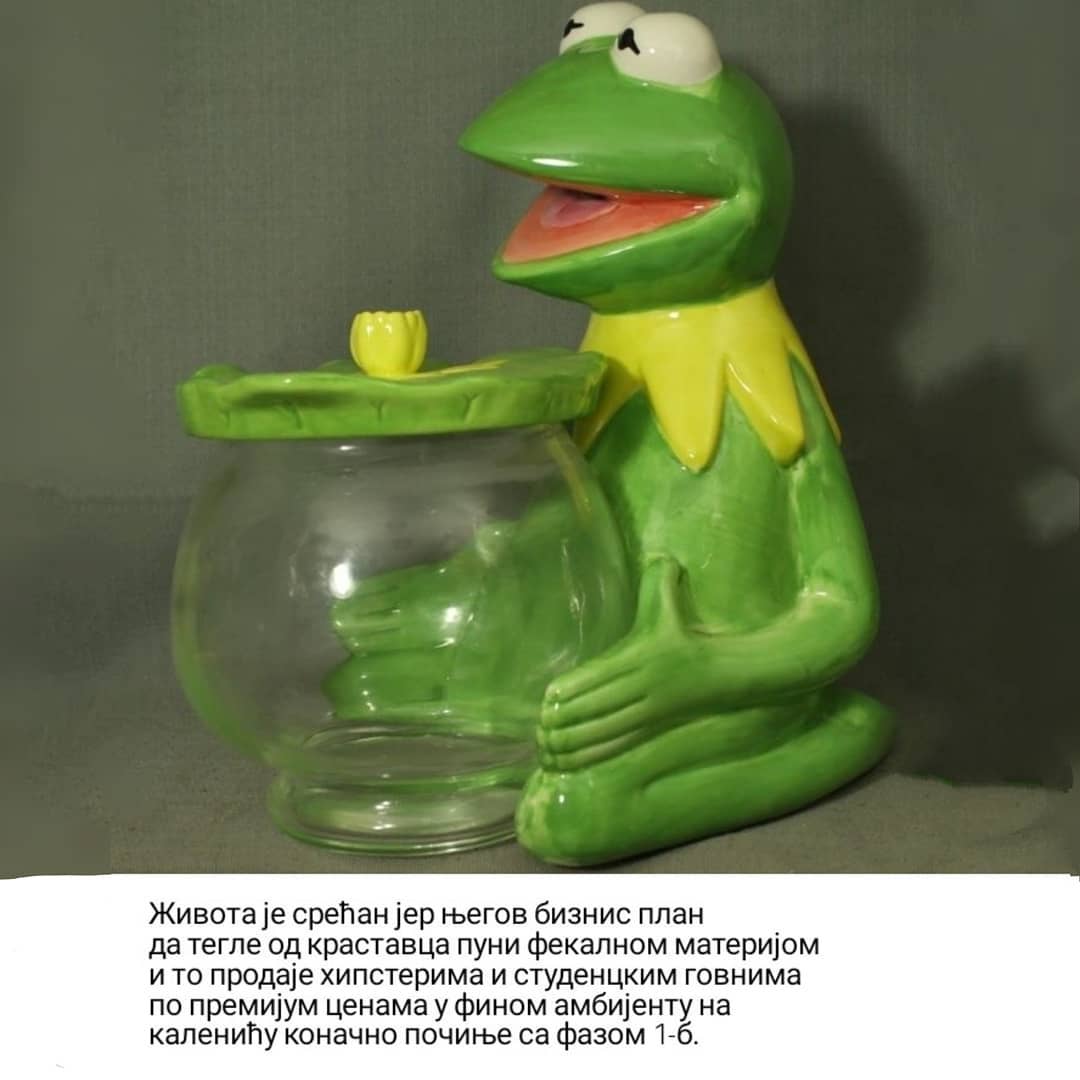 Живота је срећан јер његов бизнис план
да тегле од краставца пуни фекалном материјом
и то продаје хипстерима и студенцким говнима
по премијум ценама у фином амбијенту на
каленићу коначно почиње са фазом 1-б.